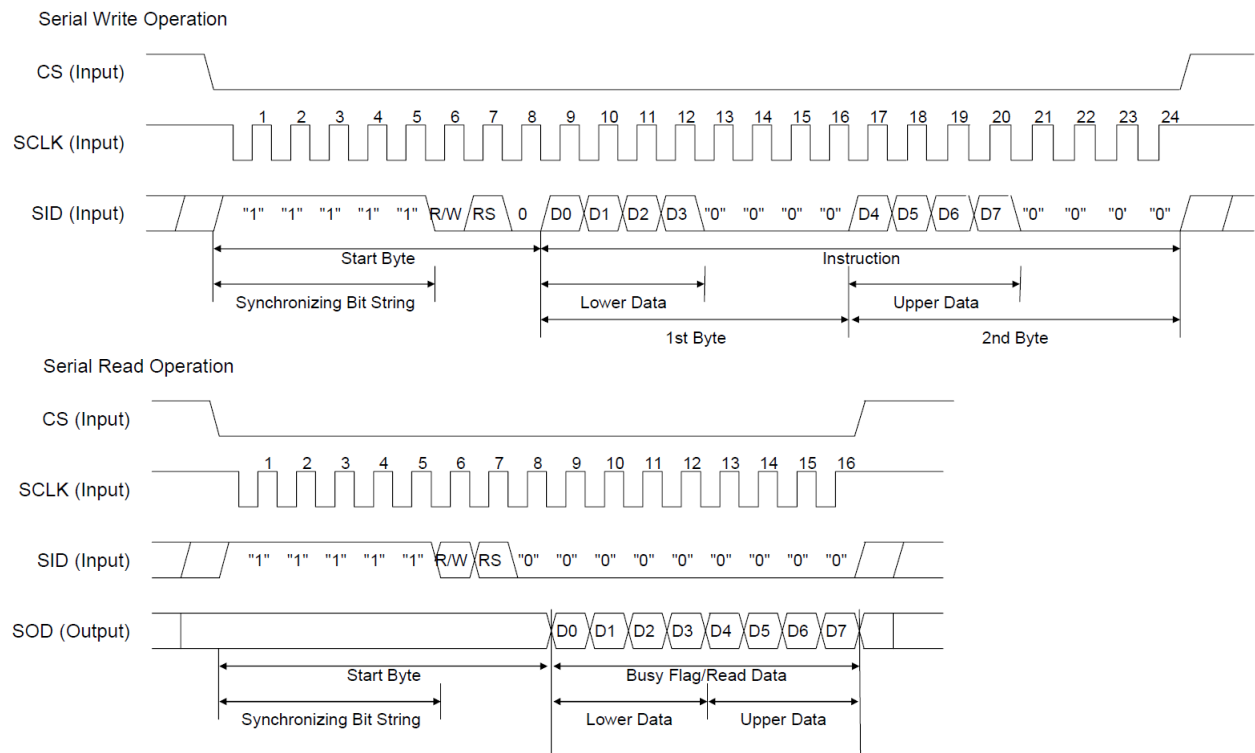 Serial Write Operation
CS (Input)
1 2 3 4 5 6 7 8 9 10 11 12 13 14 15 16 17 18 19 20 21 22 23 24
SCLK (Input)
SID (Input) "1" "1" "1" "1" "1" R/W RS 0 D0 D1 D2 D3 "0" "0" "0" "0" D4 D5 D6 D7 "0" "0" "0' "0"
Start Byte Instruction
Synchronizing Bit String Lower Data Upper Data
1st Byte 2nd Byte
Serial Read Operation
CS (Input)
1 2 3 4 5 6 7 8 9 10 11 12 13 14 15 16
SCLK (Input)
SID (Input) "1" "1" "1" "1" "1" R/W RS "0" "0" "0" "0" "0" "0" "0" "0" "0"
SOD (Output) D0 D1 D2 D3 D4 D5 D6 D7
Start Byte Busy Flag/Read Data
Synchronizing Bit String Lower Data Upper Data